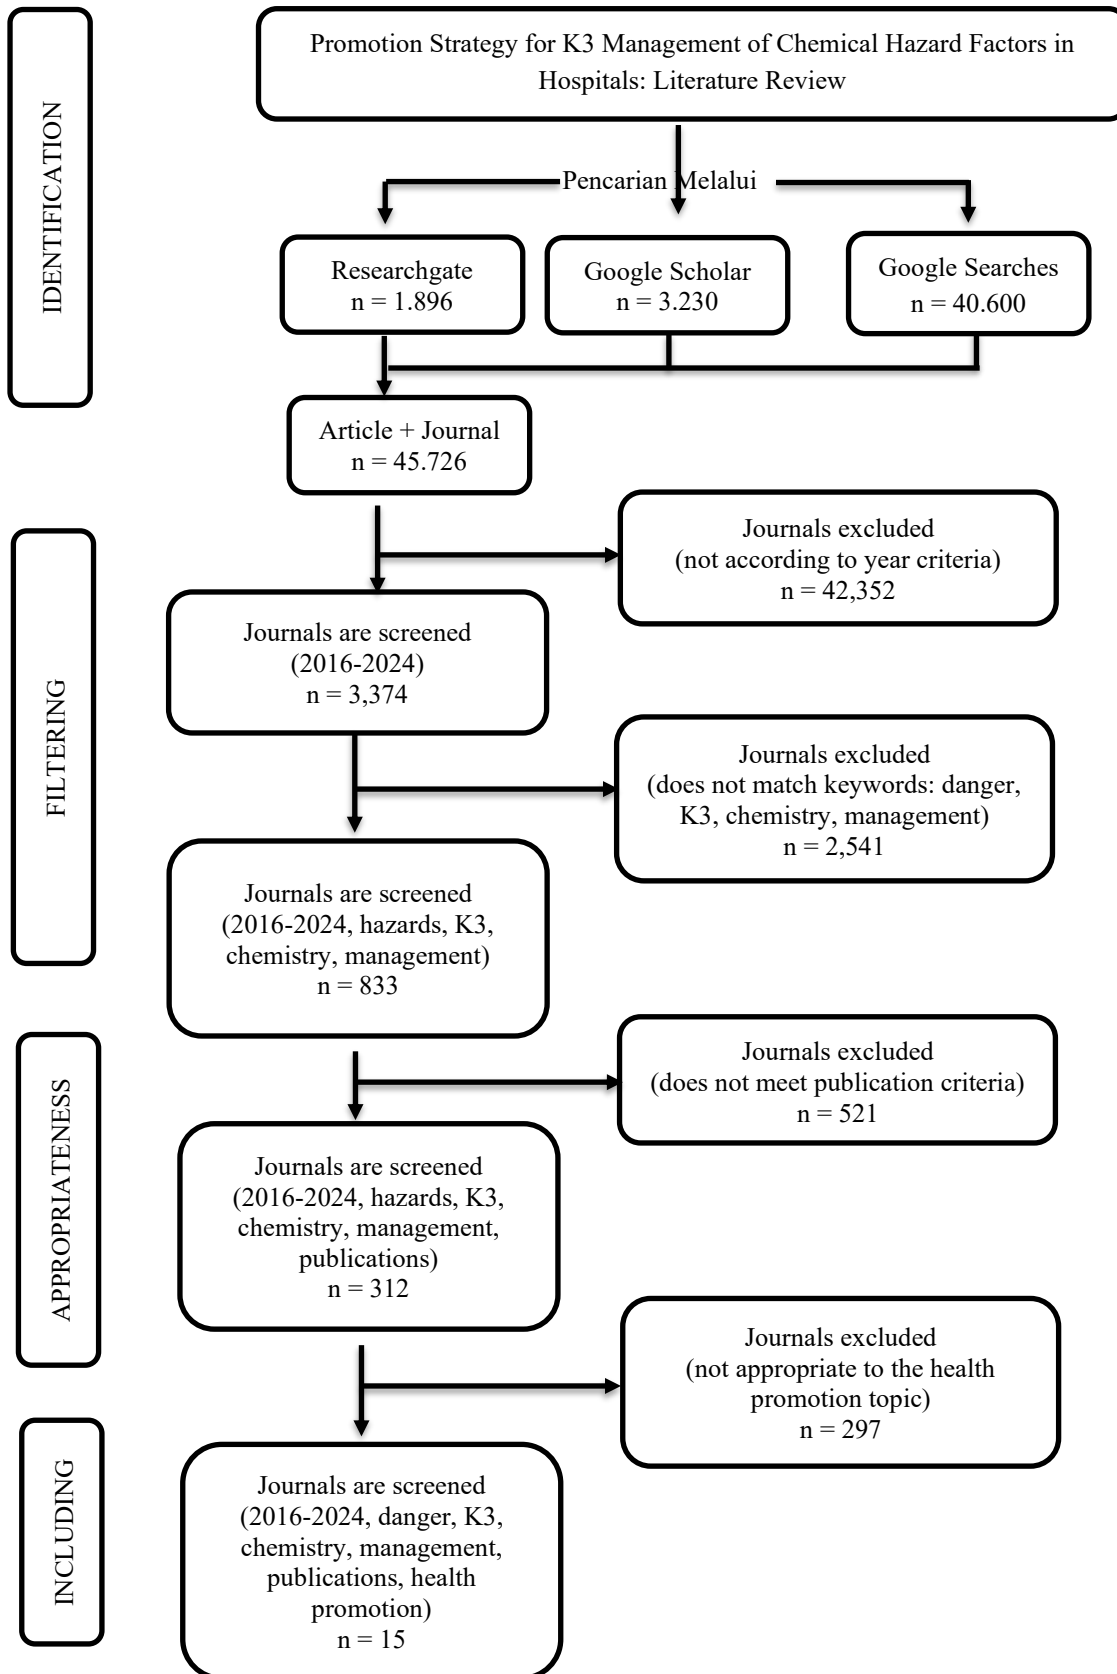 IDENTIFICATION
Promotion Strategy for K3 Management of Chemical Hazard Factors in
Hospitals: Literature Review
Pencarian Melalui
Researchgate
n = 1.896
Google Scholar
n = 3.230
Google Searches
n = 40.600
Article + Journal
n = 45.726
FILTERING
Journals excluded
(not according to year criteria)
n = 42,352
Journals are screened
(2016-2024)
n = 3,374
Journals excluded
(does not match keywords: danger,
K3, chemistry, management)
n = 2,541
Journals are screened
(2016-2024, hazards, K3,
chemistry, management)
n = 833
APPROPRIATENESS
Journals excluded
(does not meet publication criteria)
n = 521
Journals are screened
(2016-2024, hazards, K3,
chemistry, management,
publications)
n = 312
Journals excluded
(not appropriate to the health
promotion topic)
n = 297
INCLUDING
Journals are screened
(2016-2024, danger, K3,
chemistry, management,
publications, health
promotion)
n = 15